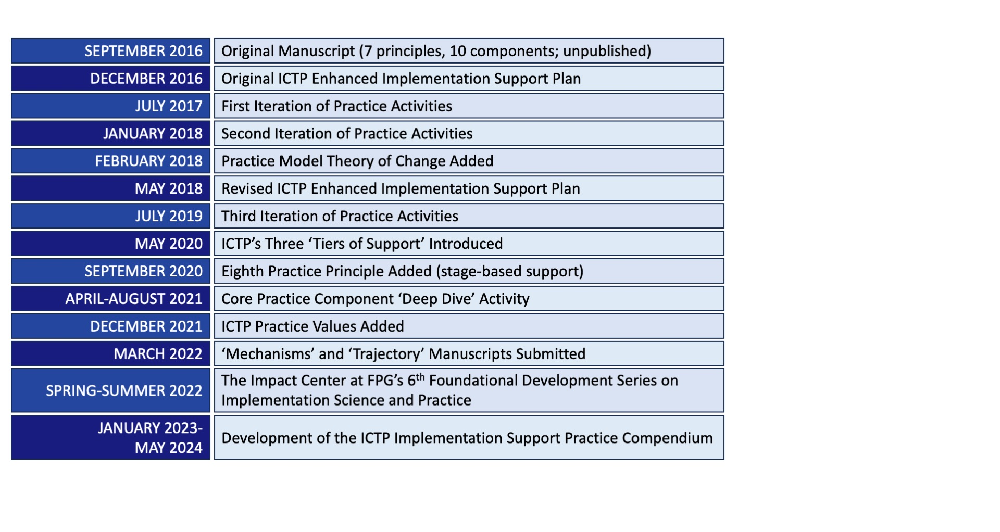 SEPTEMBER 2016
Original Manuscript (7 principles, 10 components; unpublished)
DECEMBER 2016
Original ICTP Enhanced Implementation Support Plan
JULY 2017
First Iteration of Practice Activities
JANUARY 2018
Second Iteration of Practice Activities
FEBRUARY 2018
Practice Model Theory of Change Added
MAY 2018
Revised ICTP Enhanced Implementation Support Plan
JULY 2019
Third Iteration of Practice Activities
MAY 2020
ICTP’s Three ‘Tiers of Support’ Introduced
SEPTEMBER 2020
Eighth Practice Principle Added (stage-based support)
APRIL-AUGUST 2021
Core Practice Component ‘Deep Dive’ Activity
DECEMBER 2021
ICTP Practice Values Added
MARCH 2022
‘Mechanisms’ and ‘Trajectory’ Manuscripts Submitted
SPRING-SUMMER 2022
The Impact Center at FPG’s 6th Foundational Development Series on
Implementation Science and Practice
JANUARY 2023-
MAY 2024
Development of the ICTP Implementation Support Practice Compendium